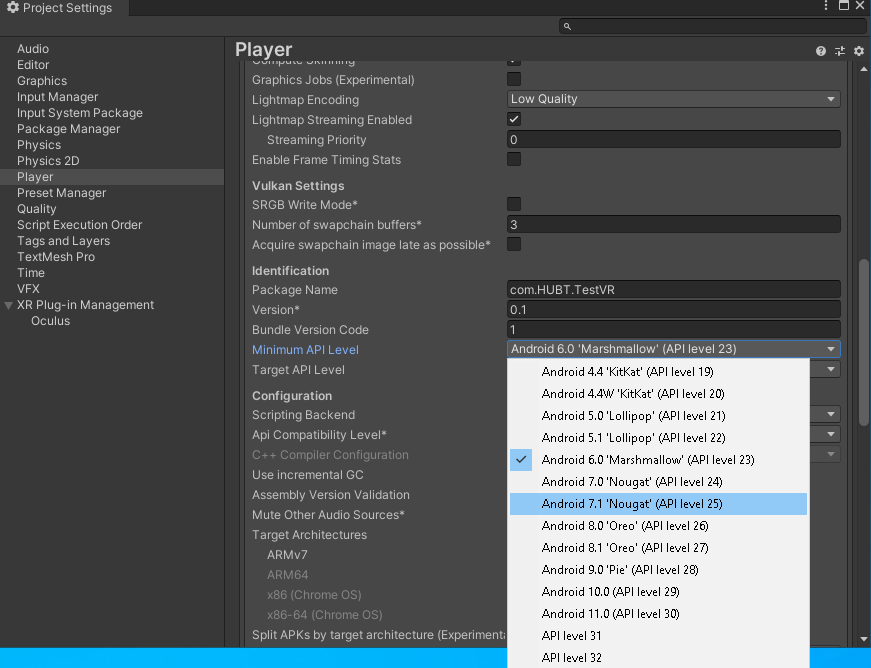 Project Settings
Audio
Editor
Graphics
Input Manager
Input System Package
Package Manager
Physics
Physics 2D
Player
Preset Manager
Quality
Script Execution Order
Tags and Layers
TextMesh Pro
Time
VFX
XR Plug-in Management
Oculus
Player
Compute Skinning
Graphics Jobs (Experimental)
Lightmap Encoding Low Quality
Lightmap Streaming Enabled
Streaming Priority 0
Enable Frame Timing Stats
Vulkan Settings
SRGB Write Mode*
Number of swapchain buffers* 3
Acquire swapchain image late as possible*
Identification
Package Name com.HUBT.TestVR
Version* 0.1
Bundle Version Code 1
Minimum API Level Android 6.0 'Marshmallow' (API level 23)
Target API Level
Configuration
Scripting Backend
Api Compatibility Level*
C++ Compiler Configuration
Use incremental GC
Assembly Version Validation
Mute Other Audio Sources*
Target Architectures
ARMv7
ARM64
x86 (Chrome OS)
x86-64 (Chrome OS)
Split APKs by target architecture (Experimenta
Android 4.4 'KitKat' (API level 19)
Android 4.4W 'KitKat' (API level 20)
Android 5.0 'Lollipop' (API level 21)
Android 5.1 'Lollipop' (API level 22)
Android 6.0 'Marshmallow' (API level 23)
Android 7.0 'Nougat' (API level 24)
Android 7.1 'Nougat' (API level 25)
Android 8.0 'Oreo' (API level 26)
Android 8.1 'Oreo' (API level 27)
Android 9.0 'Pie' (API level 28)
Android 10.0 (API level 29)
Android 11.0 (API level 30)
API level 31
API level 32